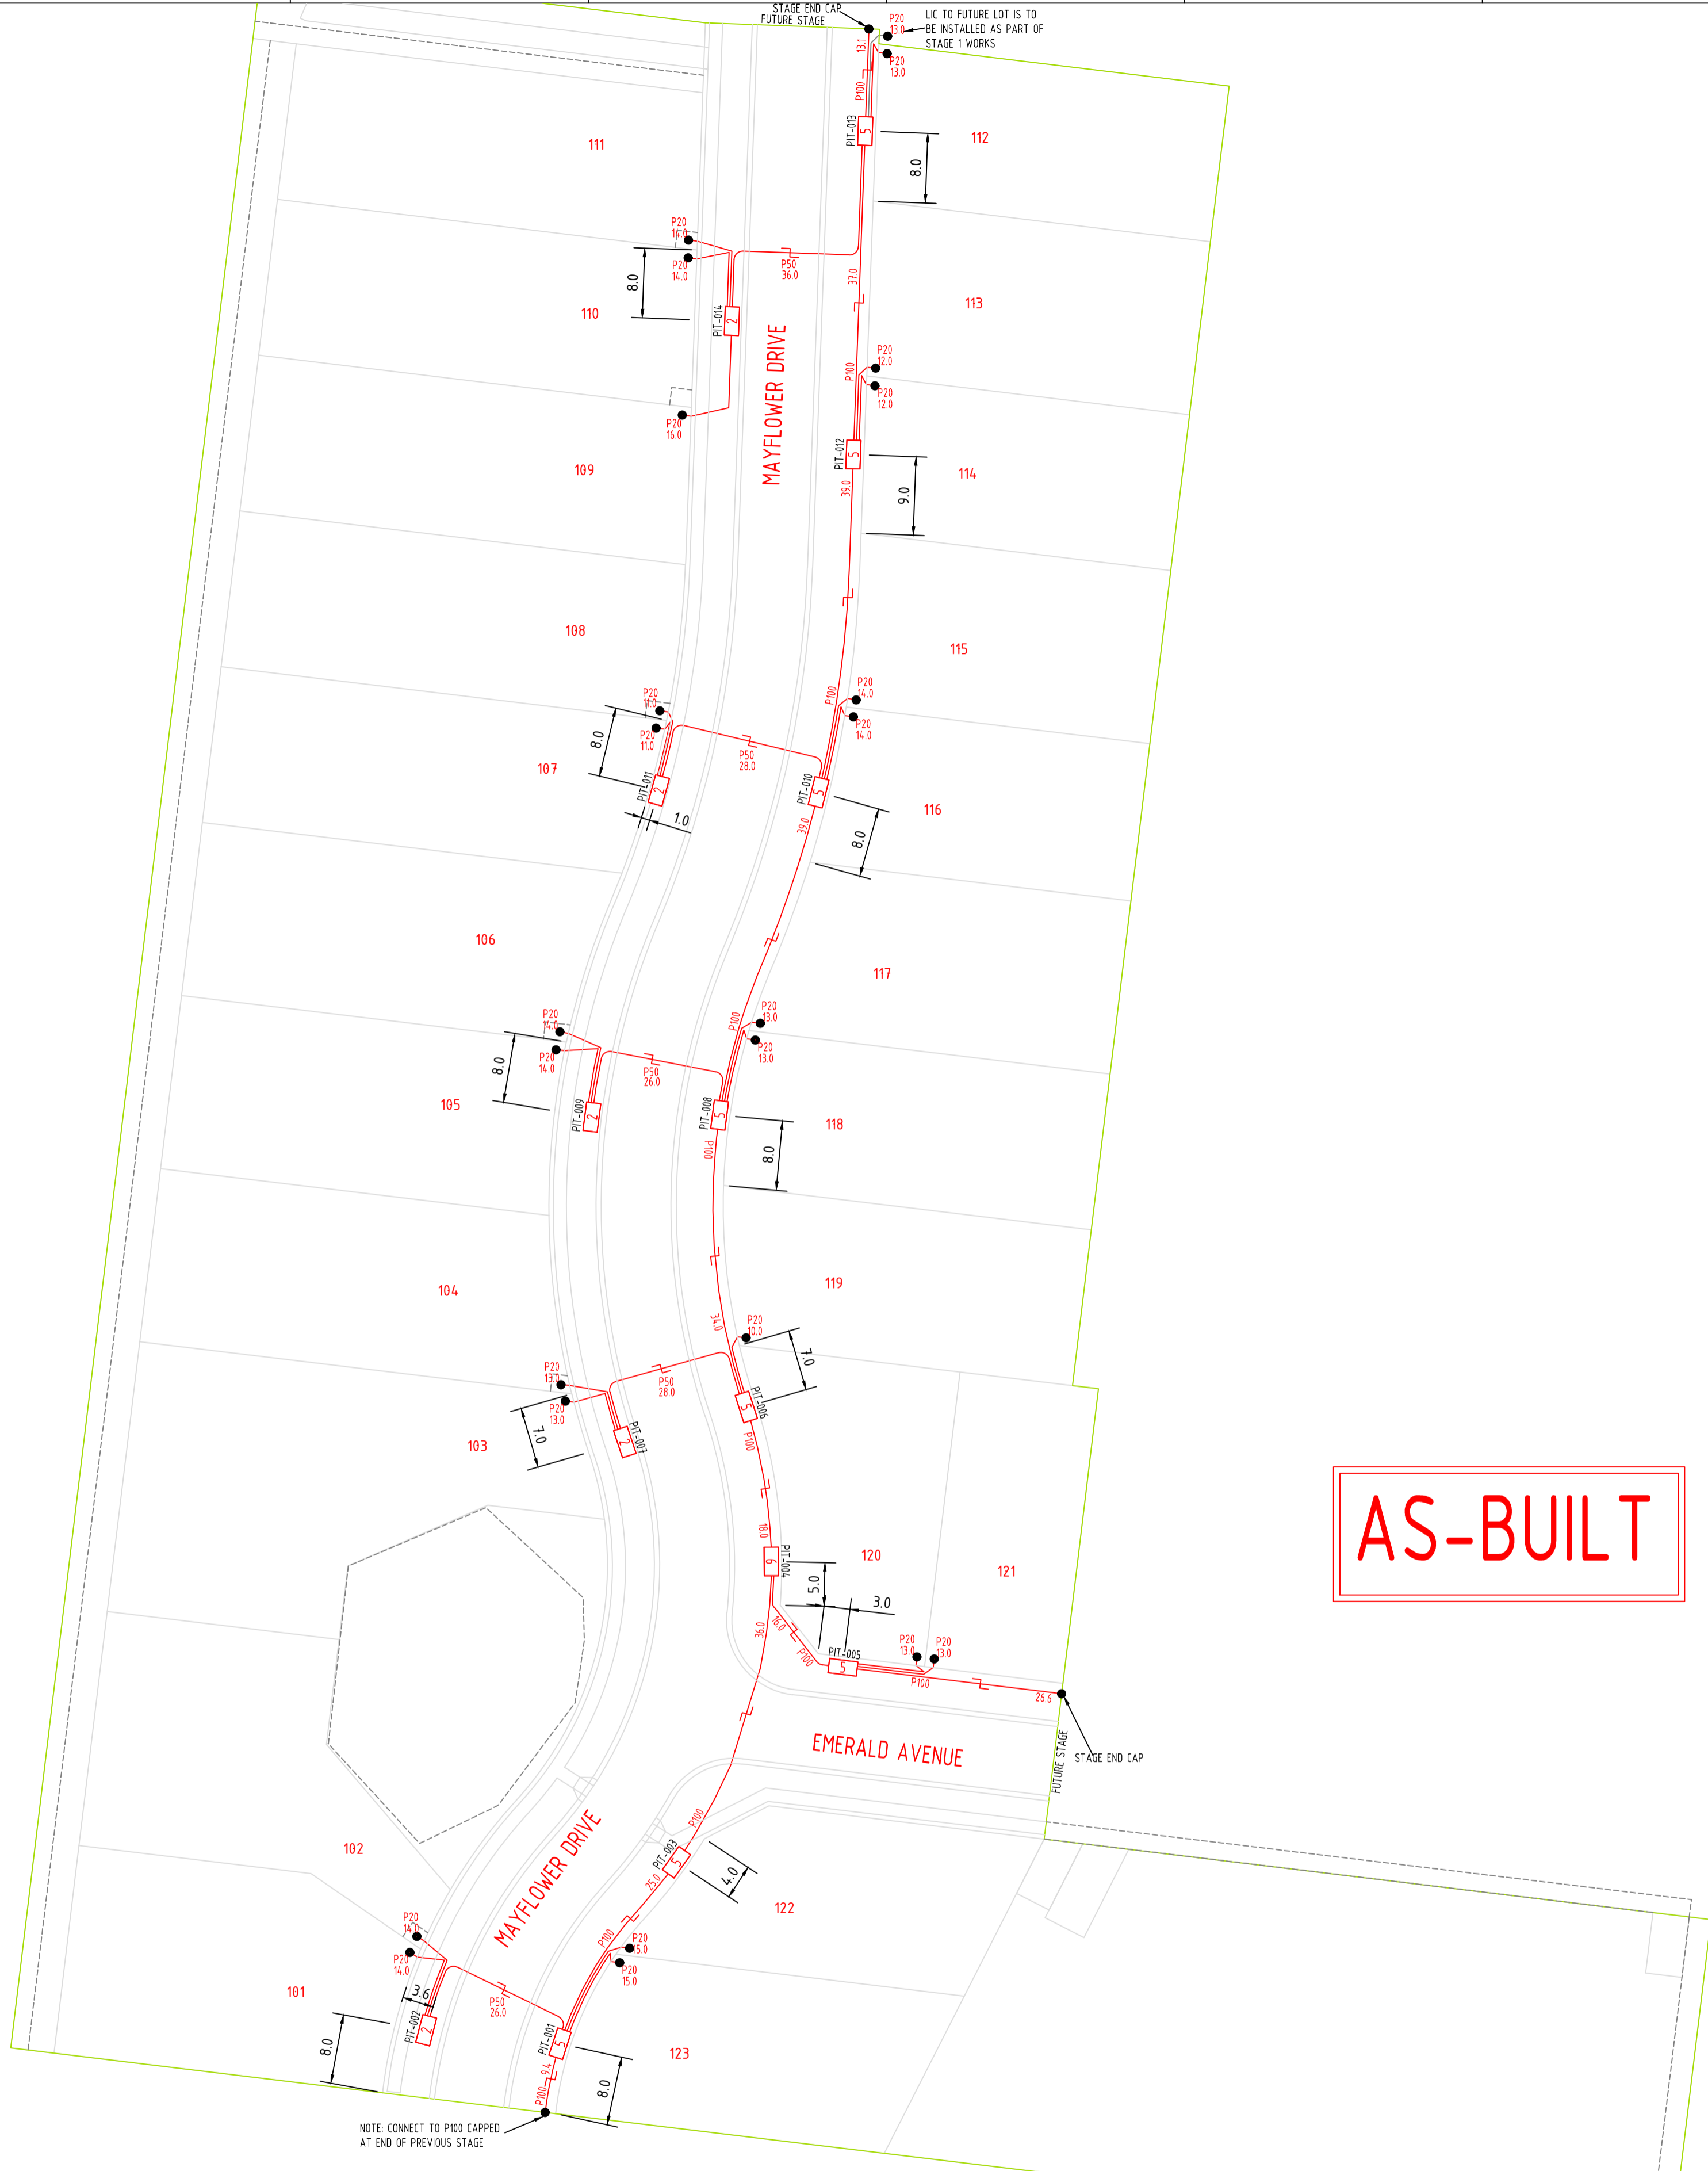 STAGE END CAP
FUTURE STAGE
P20
13.0
LIC TO FUTURE LOT IS TO
BE INSTALLED AS PART OF
STAGE 1 WORKS
13.1
P20
13.0
P100
PIT-013
5
111
112
8.0
P20
14.0
P20
14.0
P50
36.0
8.0
37.0
110
113
PIT-014
2
MAYFLOWER DRIVE
P100
P20
12.0
P20
12.0
P20
16.0
PIT-012
5
109
114
39.0
9.0
108
115
P20
11.0
P20
11.0
P100
P20
14.0
P20
14.0
8.0
P50
28.0
107
PIT-011
2
1.0
PIT-010
5
116
39.0
8.0
106
117
P20
14.0
P20
14.0
P100
P20
13.0
P20
13.0
8.0
P50
26.0
105
PIT-009
2
PIT-008
5
118
P100
8.0
104
119
34.0
P20
10.0
7.0
P20
13.0
P20
13.0
P50
28.0
PIT-006
5
7.0
103
PIT-007
2
P100
AS-BUILT
18.0
PIT-004
9
120
121
5.0
3.0
36.0
16.0
P100
PIT-005
5
P20
13.0
P20
13.0
P100
26.6
EMERALD AVENUE
FUTURE STAGE
STAGE END CAP
P100
102
MAYFLOWER DRIVE
PIT-003
5
25.0
4.0
122
P20
14.0
P20
14.0
P100
P20
15.0
P20
15.0
101
3.6
P50
26.0
PIT-002
2
8.0
PIT-001
5
123
9.4
P100
8.0
NOTE: CONNECT TO P100 CAPPED
AT END OF PREVIOUS STAGE